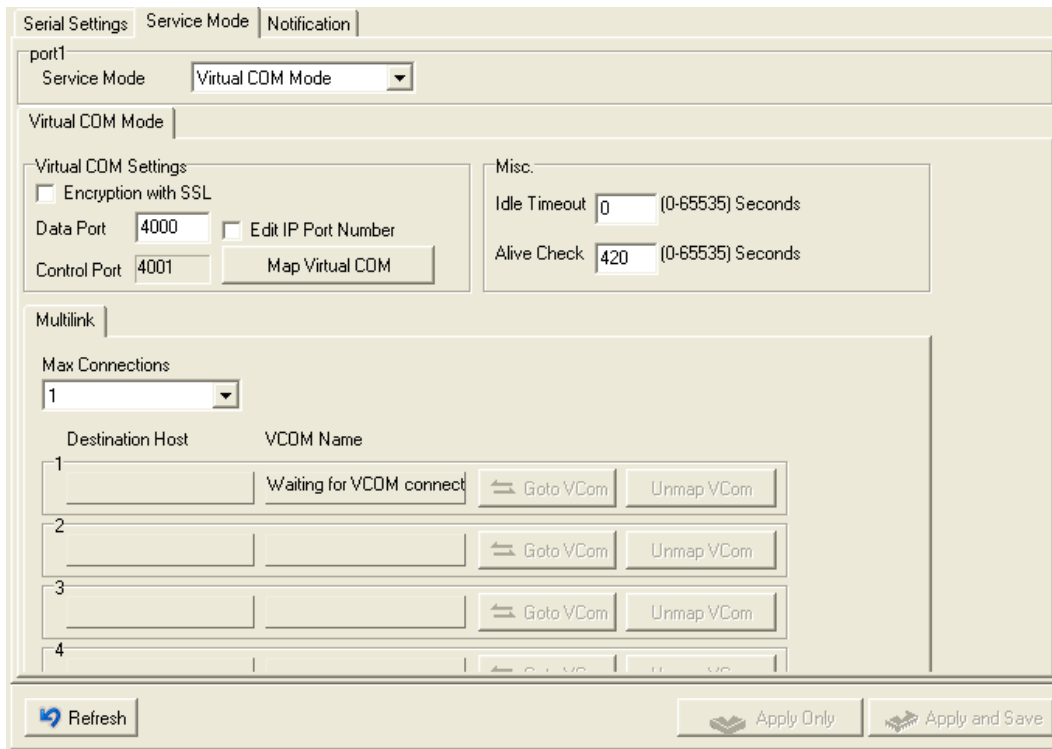 Serial Settings Service Mode Notification
port1
Service Mode Virtual COM Mode
Virtual COM Mode
Virtual COM Settings
Encryption with SSL
Data Port 4000 Edit IP Port Number
Control Port 4001 Map Virtual COM
Misc.
Idle Timeout 0 (0-65535) Seconds
Alive Check 420 (0-65535) Seconds
Multilink
Max Connections
1
Destination Host VCOM Name
1
Waiting for VCOM connect Goto VCom Unmap VCom
2
Goto VCom Unmap VCom
3
Goto VCom Unmap VCom
4
Refresh Apply Only Apply and Save